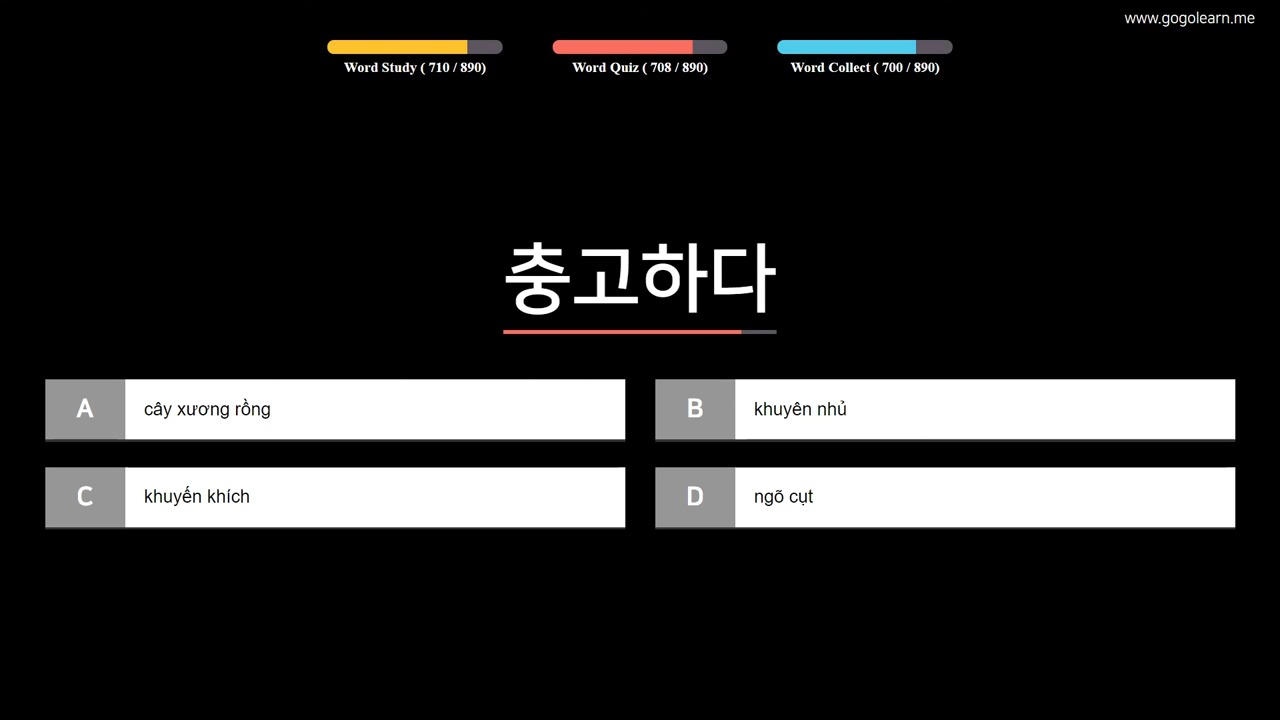 www.gogolearn.me
Word Study ( 710 / 890)
Word Quiz ( 708 / 890)
Word Collect ( 700 / 890)
충고하다
A cây xương rồng
B khuyên nhủ
C khuyến khích
D ngõ cụt